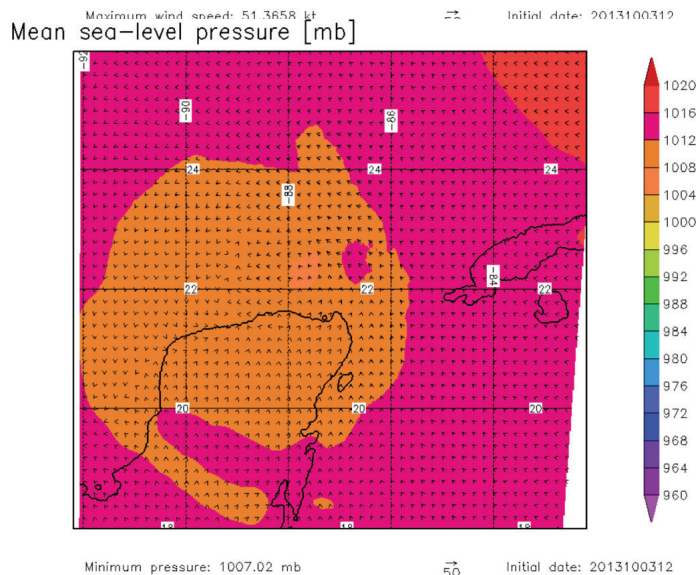 Maximum wind speed: 51.3658 kt Initial date: 2013100312
Mean sea-level pressure [mb]
-92
-90
-86
-88
24 24 24
22 22 -84 22
20 20 20
18 18 18
1020
1016
1012
1008
1004
1000
996
992
988
984
980
976
972
968
964
960
Minimum pressure: 1007.02 mb 50 Initial date: 2013100312